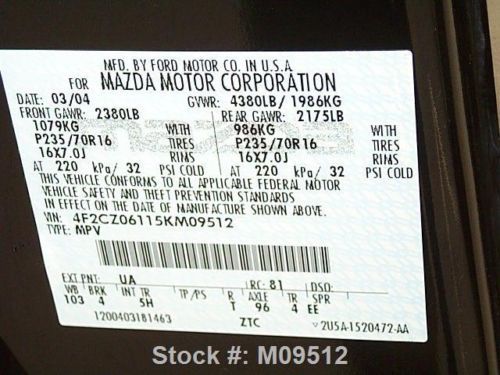 MFD. BY FORD MOTOR CO. IN U.S.A.
FOR MAZDA MOTOR CORPORATION
DATE: 03/04 GVWR: 4380LB/ 1986KG
FRONT GAWR: 2380LB REAR GAWR: 2175LB
1079KG WITH 986KG WITH
P235/70R16 TIRES P235/70R16 TIRES
16X7.0J RIMS 16X7.0J RIMS
AT 220 kPa/ 32 PSI COLD AT 220 kPa/ 32 PSI COLD
THIS VEHICLE CONFORMS TO ALL APPLICABLE FEDERAL MOTOR
VEHICLE SAFETY AND THEFT PREVENTION STANDARDS
IN EFFECT ON THE DATE OF MANUFACTURE SHOWN ABOVE.
VIN: 4F2CZ06115KM09512
TYPE: MPV
EXT PNT: UA RC: 81 DSO:
WB BRK INT TR TP/PS R AXLE TR SPR
103 4 5H T 96 4 EE
1200403181463 ZTC V2U5A-1520472-AA
Stock #: M09512